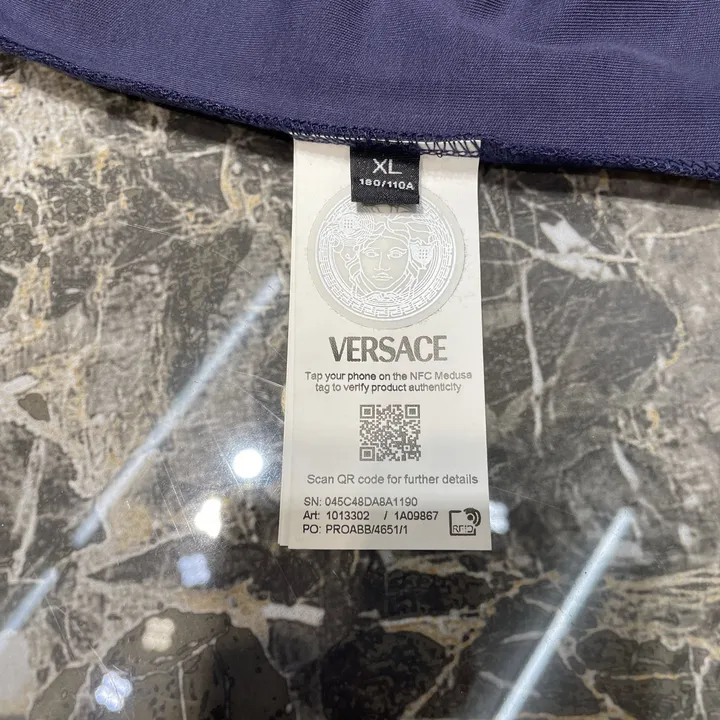 XL
180/110A
VERSACE
Tap your phone on the NFC Medusa
tag to verify product authenticity
Scan QR code for further details
SN: 045C48DA8A1190
Art: 1013302 / 1A09867
PO: PROABB/4651/1
RFID